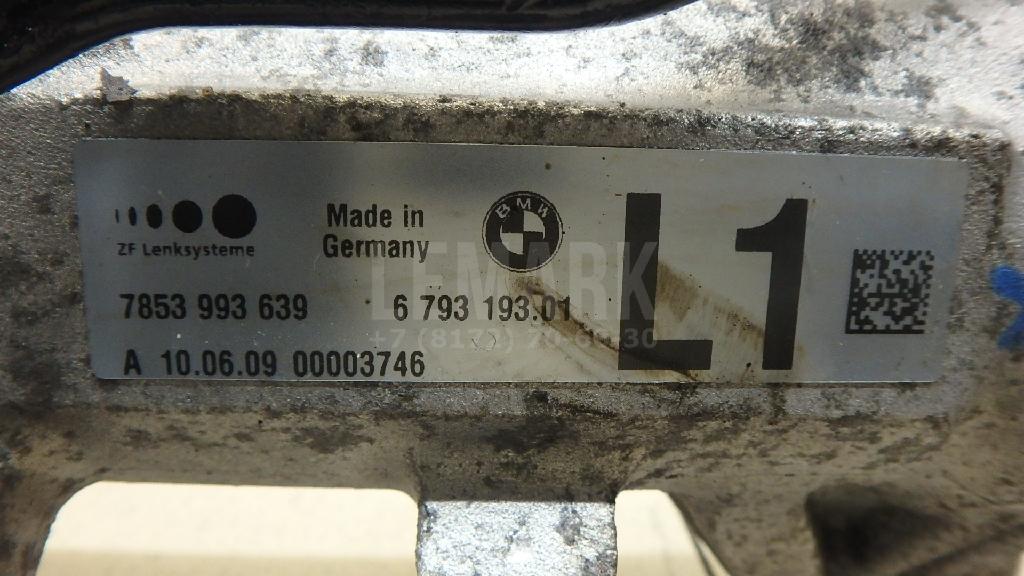 ZF Lenksysteme
Made in
Germany
BMW
L1
7853 993 639
6 793 193.01
A 10.06.09 00003746
LEMARK